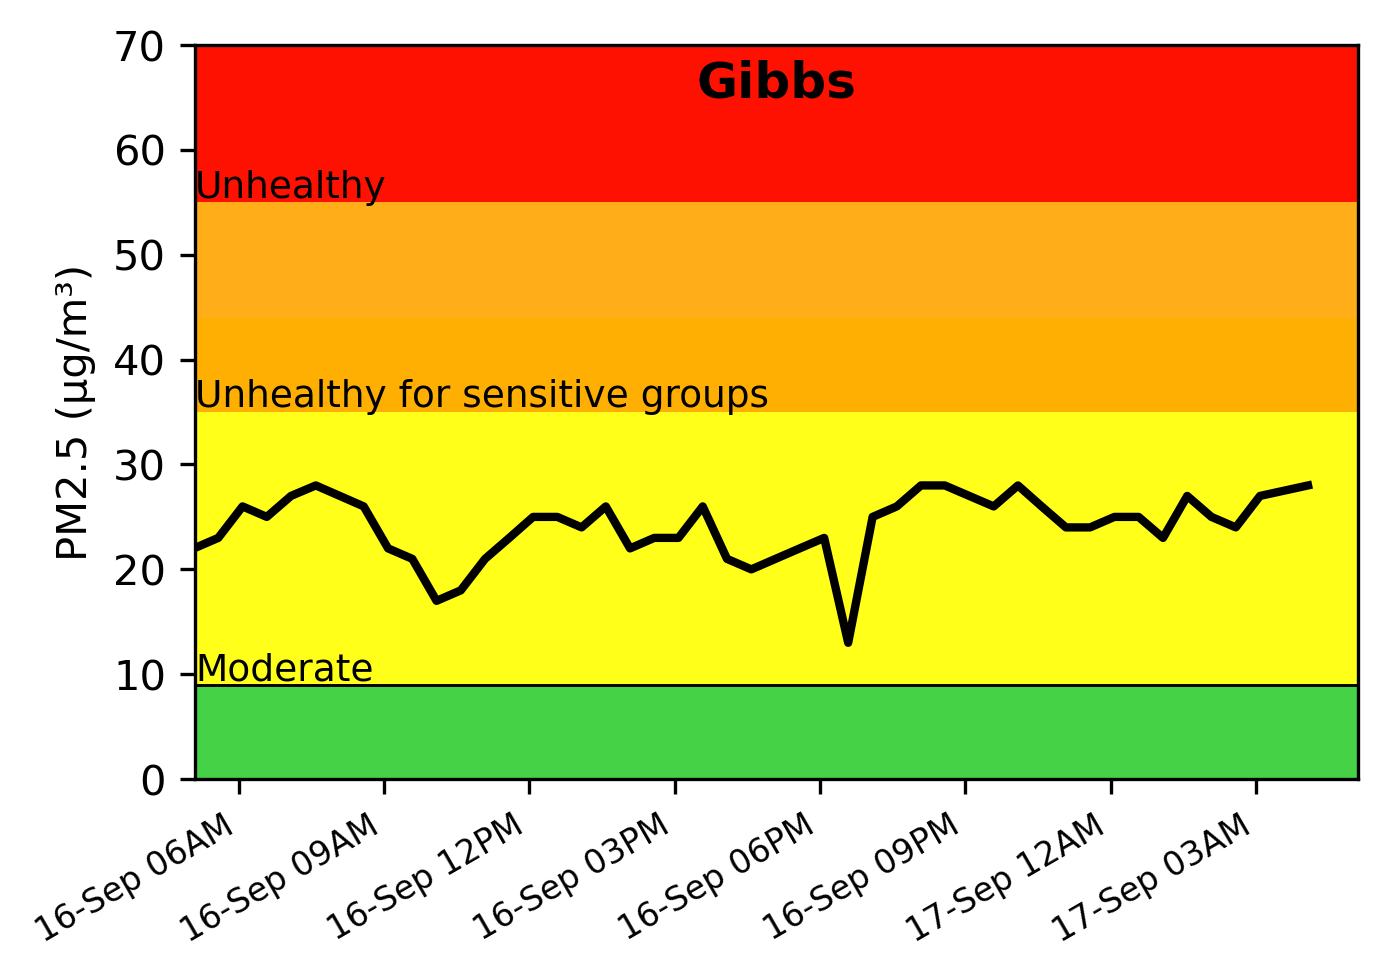 Gibbs
PM2.5 (µg/m³)
70
60
50
40
30
20
10
0
Unhealthy
Unhealthy for sensitive groups
Moderate
16-Sep 06AM
16-Sep 09AM
16-Sep 12PM
16-Sep 03PM
16-Sep 06PM
16-Sep 09PM
17-Sep 12AM
17-Sep 03AM